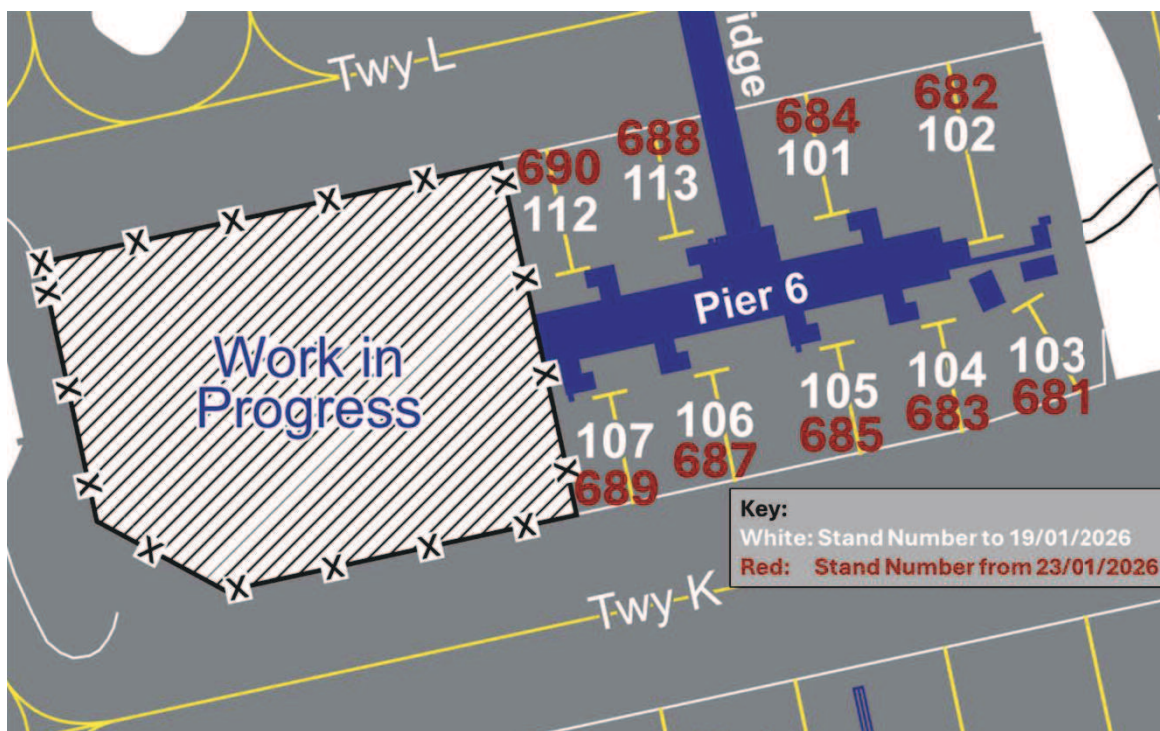 Twy L
idge
682
102
684
101
688
113
690
112
Pier 6
Work in
Progress
103
681
104
683
105
685
106
687
107
689
Key:
White: Stand Number to 19/01/2026
Red: Stand Number from 23/01/2026
Twy K